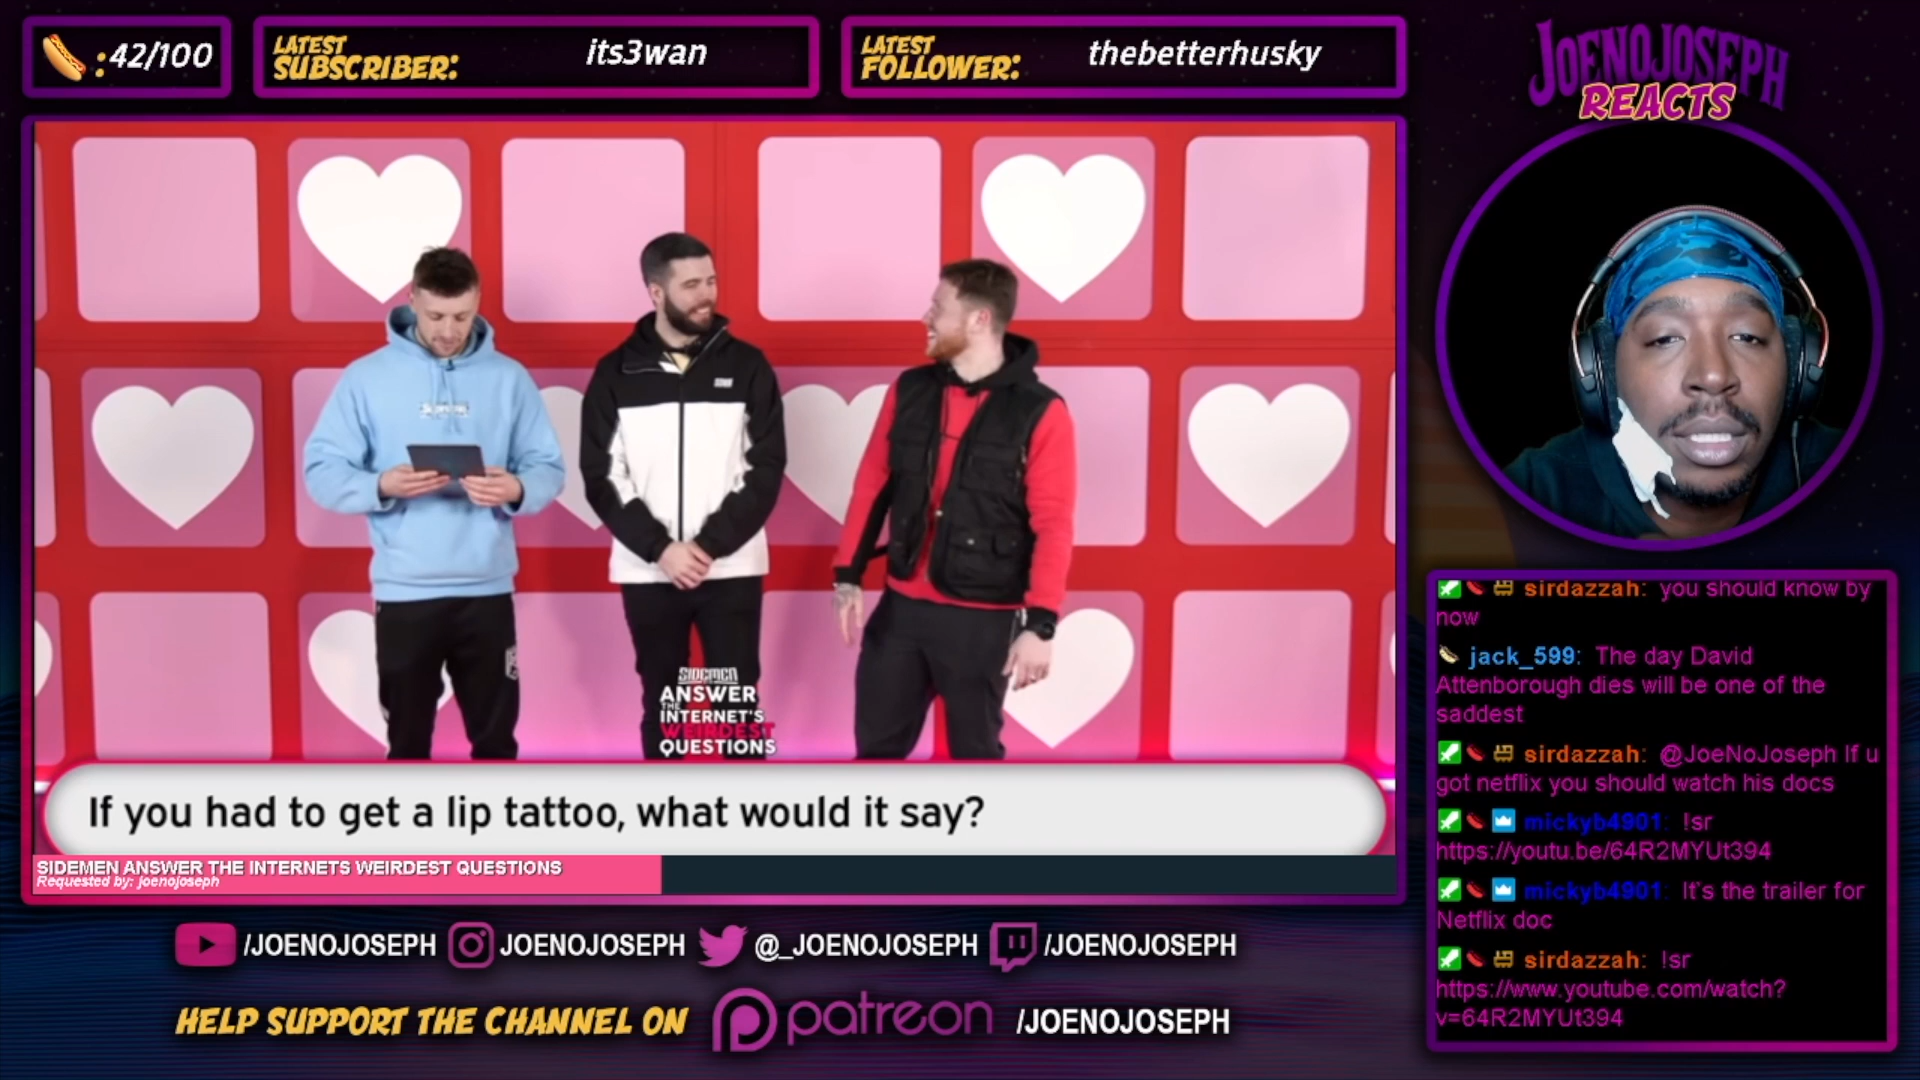 :42/100
LATEST
SUBSCRIBER:
its3wan
LATEST
FOLLOWER:
thebetterhusky
JOENOJOSEPH
REACTS
Supreme
SIDEMEN
ANSWER
THE
INTERNET'S
WEIRDEST
QUESTIONS
If you had to get a lip tattoo, what would it say?
SIDEMEN ANSWER THE INTERNETS WEIRDEST QUESTIONS
Requested by: joenojoseph
sirdazzah: you should know by
now
jack_599: The day David
Attenborough dies will be one of the
saddest
sirdazzah: @JoeNoJoseph If u
got netflix you should watch his docs
mickyb4901: !sr
https://youtu.be/64R2MYUt394
mickyb4901: It's the trailer for
Netflix doc
sirdazzah: !sr
https://www.youtube.com/watch?
v=64R2MYUt394
/JOENOJOSEPH
JOENOJOSEPH
@_JOENOJOSEPH
/JOENOJOSEPH
HELP SUPPORT THE CHANNEL ON
patreon
/JOENOJOSEPH